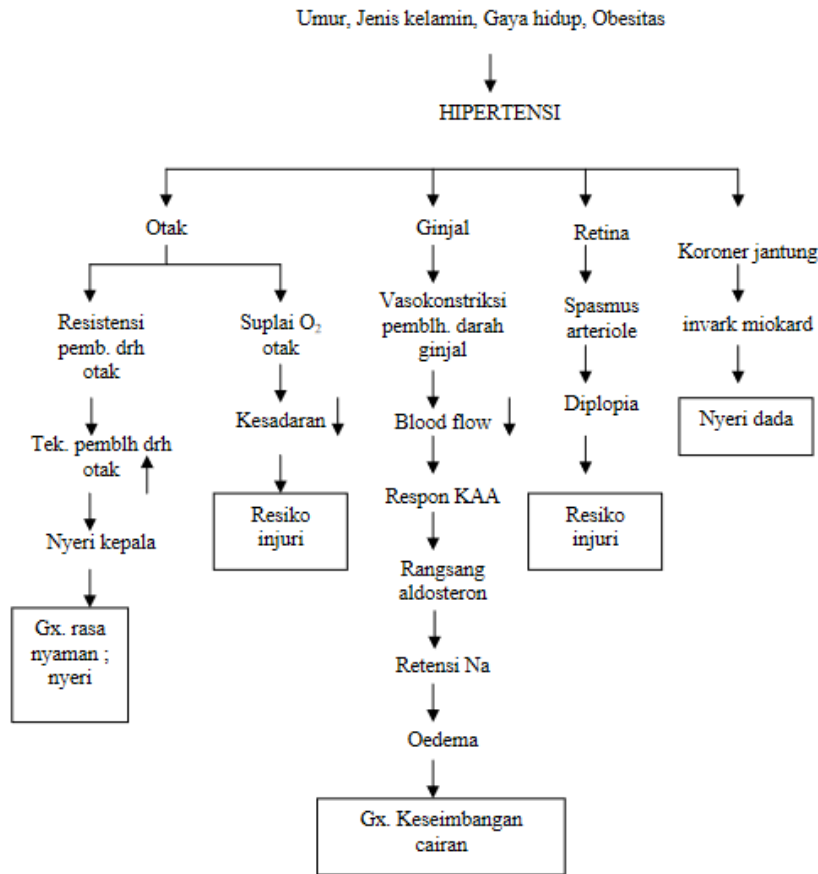 Umur, Jenis kelamin, Gaya hidup, Obesitas
HIPERTENSI
Otak
Ginjal
Retina
Koroner jantung
Resistensi
pemb. drh
otak
Suplai O₂
otak
Vasokonstriksi
pemblh. darah
ginjal
Spasmus
arteriole
invark miokard
Tek. pemblh drh
otak
Kesadaran
Blood flow
Diplopia
Nyeri dada
Nyeri kepala
Resiko
injuri
Respon KAA
Resiko
injuri
Gx. rasa
nyaman ;
nyeri
Rangsang
aldosteron
Retensi Na
Oedema
Gx. Keseimbangan
cairan